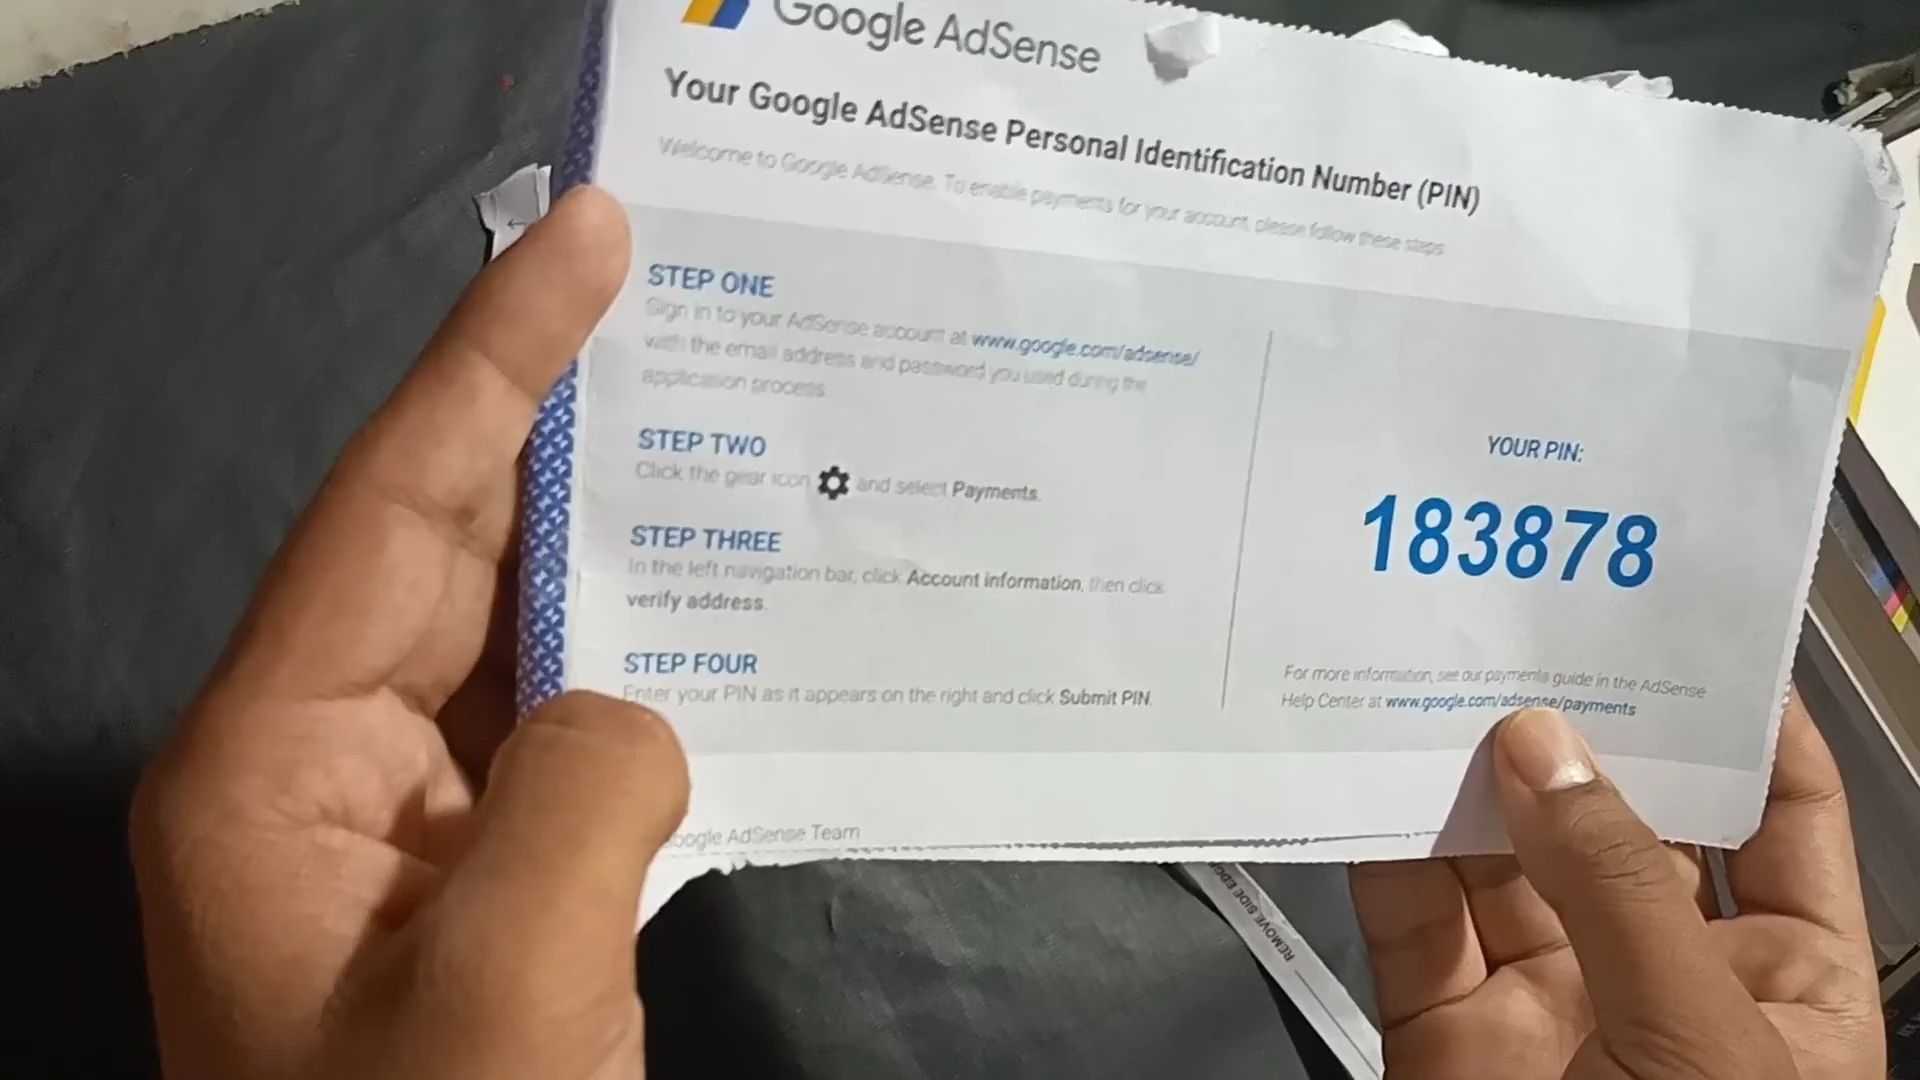 Google AdSense
Your Google AdSense Personal Identification Number (PIN)
Welcome to Google AdSense. To enable payments for your account, please follow these steps
STEP ONE
Sign in to your AdSense account at www.google.com/adsense/
with the email address and password you used during the
application process.
STEP TWO
Click the gear icon and select Payments.
STEP THREE
In the left navigation bar, click Account information, then click
verify address.
STEP FOUR
Enter your PIN as it appears on the right and click Submit PIN.
YOUR PIN:
183878
For more information, see our payments guide in the AdSense
Help Center at www.google.com/adsense/payments
Google AdSense Team
REMOVE SIDE EDG